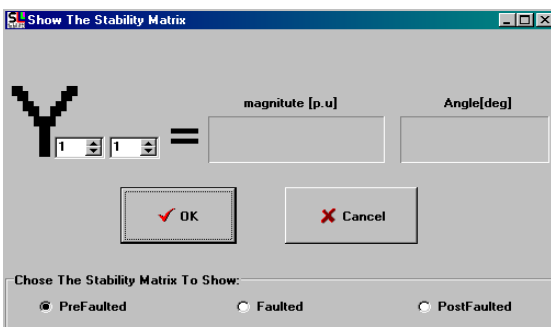 Show The Stability Matrix
magnitute [p.u] Angle[deg]
Y 1 1 =
OK Cancel
Chose The Stability Matrix To Show:
PreFaulted Faulted PostFaulted